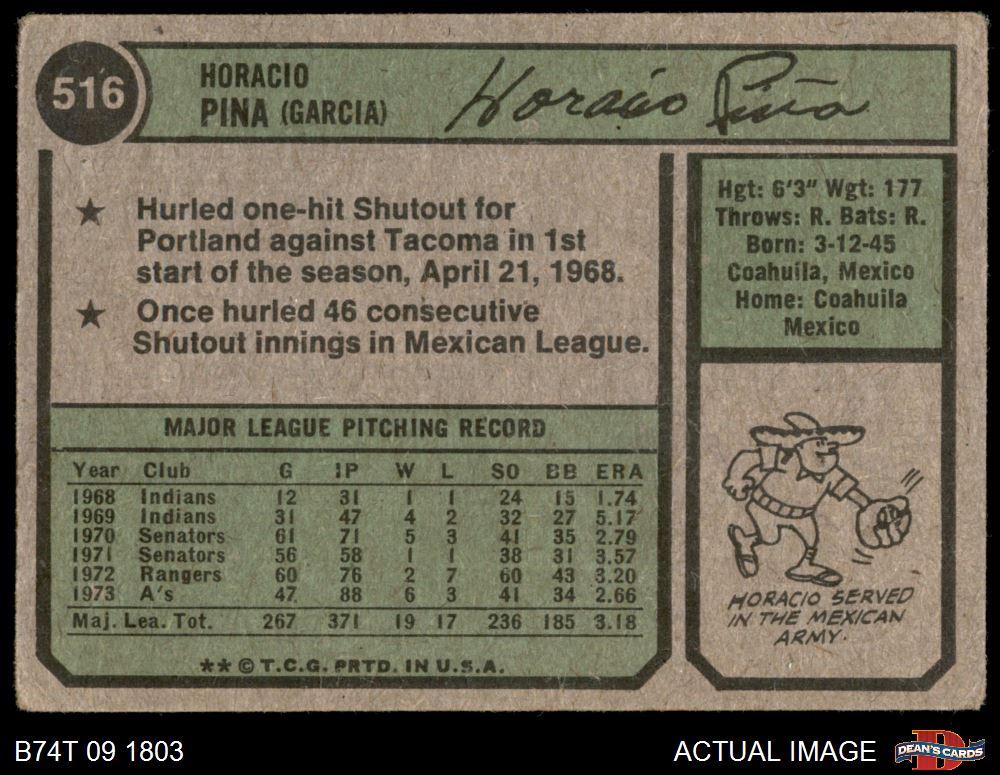 516
HORACIO
PINA (GARCIA)
Horacio Piña
★ Hurled one-hit Shutout for
Portland against Tacoma in 1st
start of the season, April 21, 1968.
★ Once hurled 46 consecutive
Shutout innings in Mexican League.
Hgt: 6'3" Wgt: 177
Throws: R. Bats: R.
Born: 3-12-45
Coahuila, Mexico
Home: Coahuila
Mexico
MAJOR LEAGUE PITCHING RECORD
Year Club G IP W L SO BB ERA
1968 Indians 12 31 1 1 24 15 1.74
1969 Indians 31 47 4 2 32 27 5.17
1970 Senators 61 71 5 3 41 35 2.79
1971 Senators 56 58 1 1 38 31 3.57
1972 Rangers 60 76 2 7 60 43 3.20
1973 A's 47 88 6 3 41 34 2.66
Maj. Lea. Tot. 267 371 19 17 236 185 3.18
** © T.C.G. PRTD. IN U.S.A.
HORACIO SERVED
IN THE MEXICAN
ARMY.
B74T 09 1803
ACTUAL IMAGE
D
DEAN'S CARDS